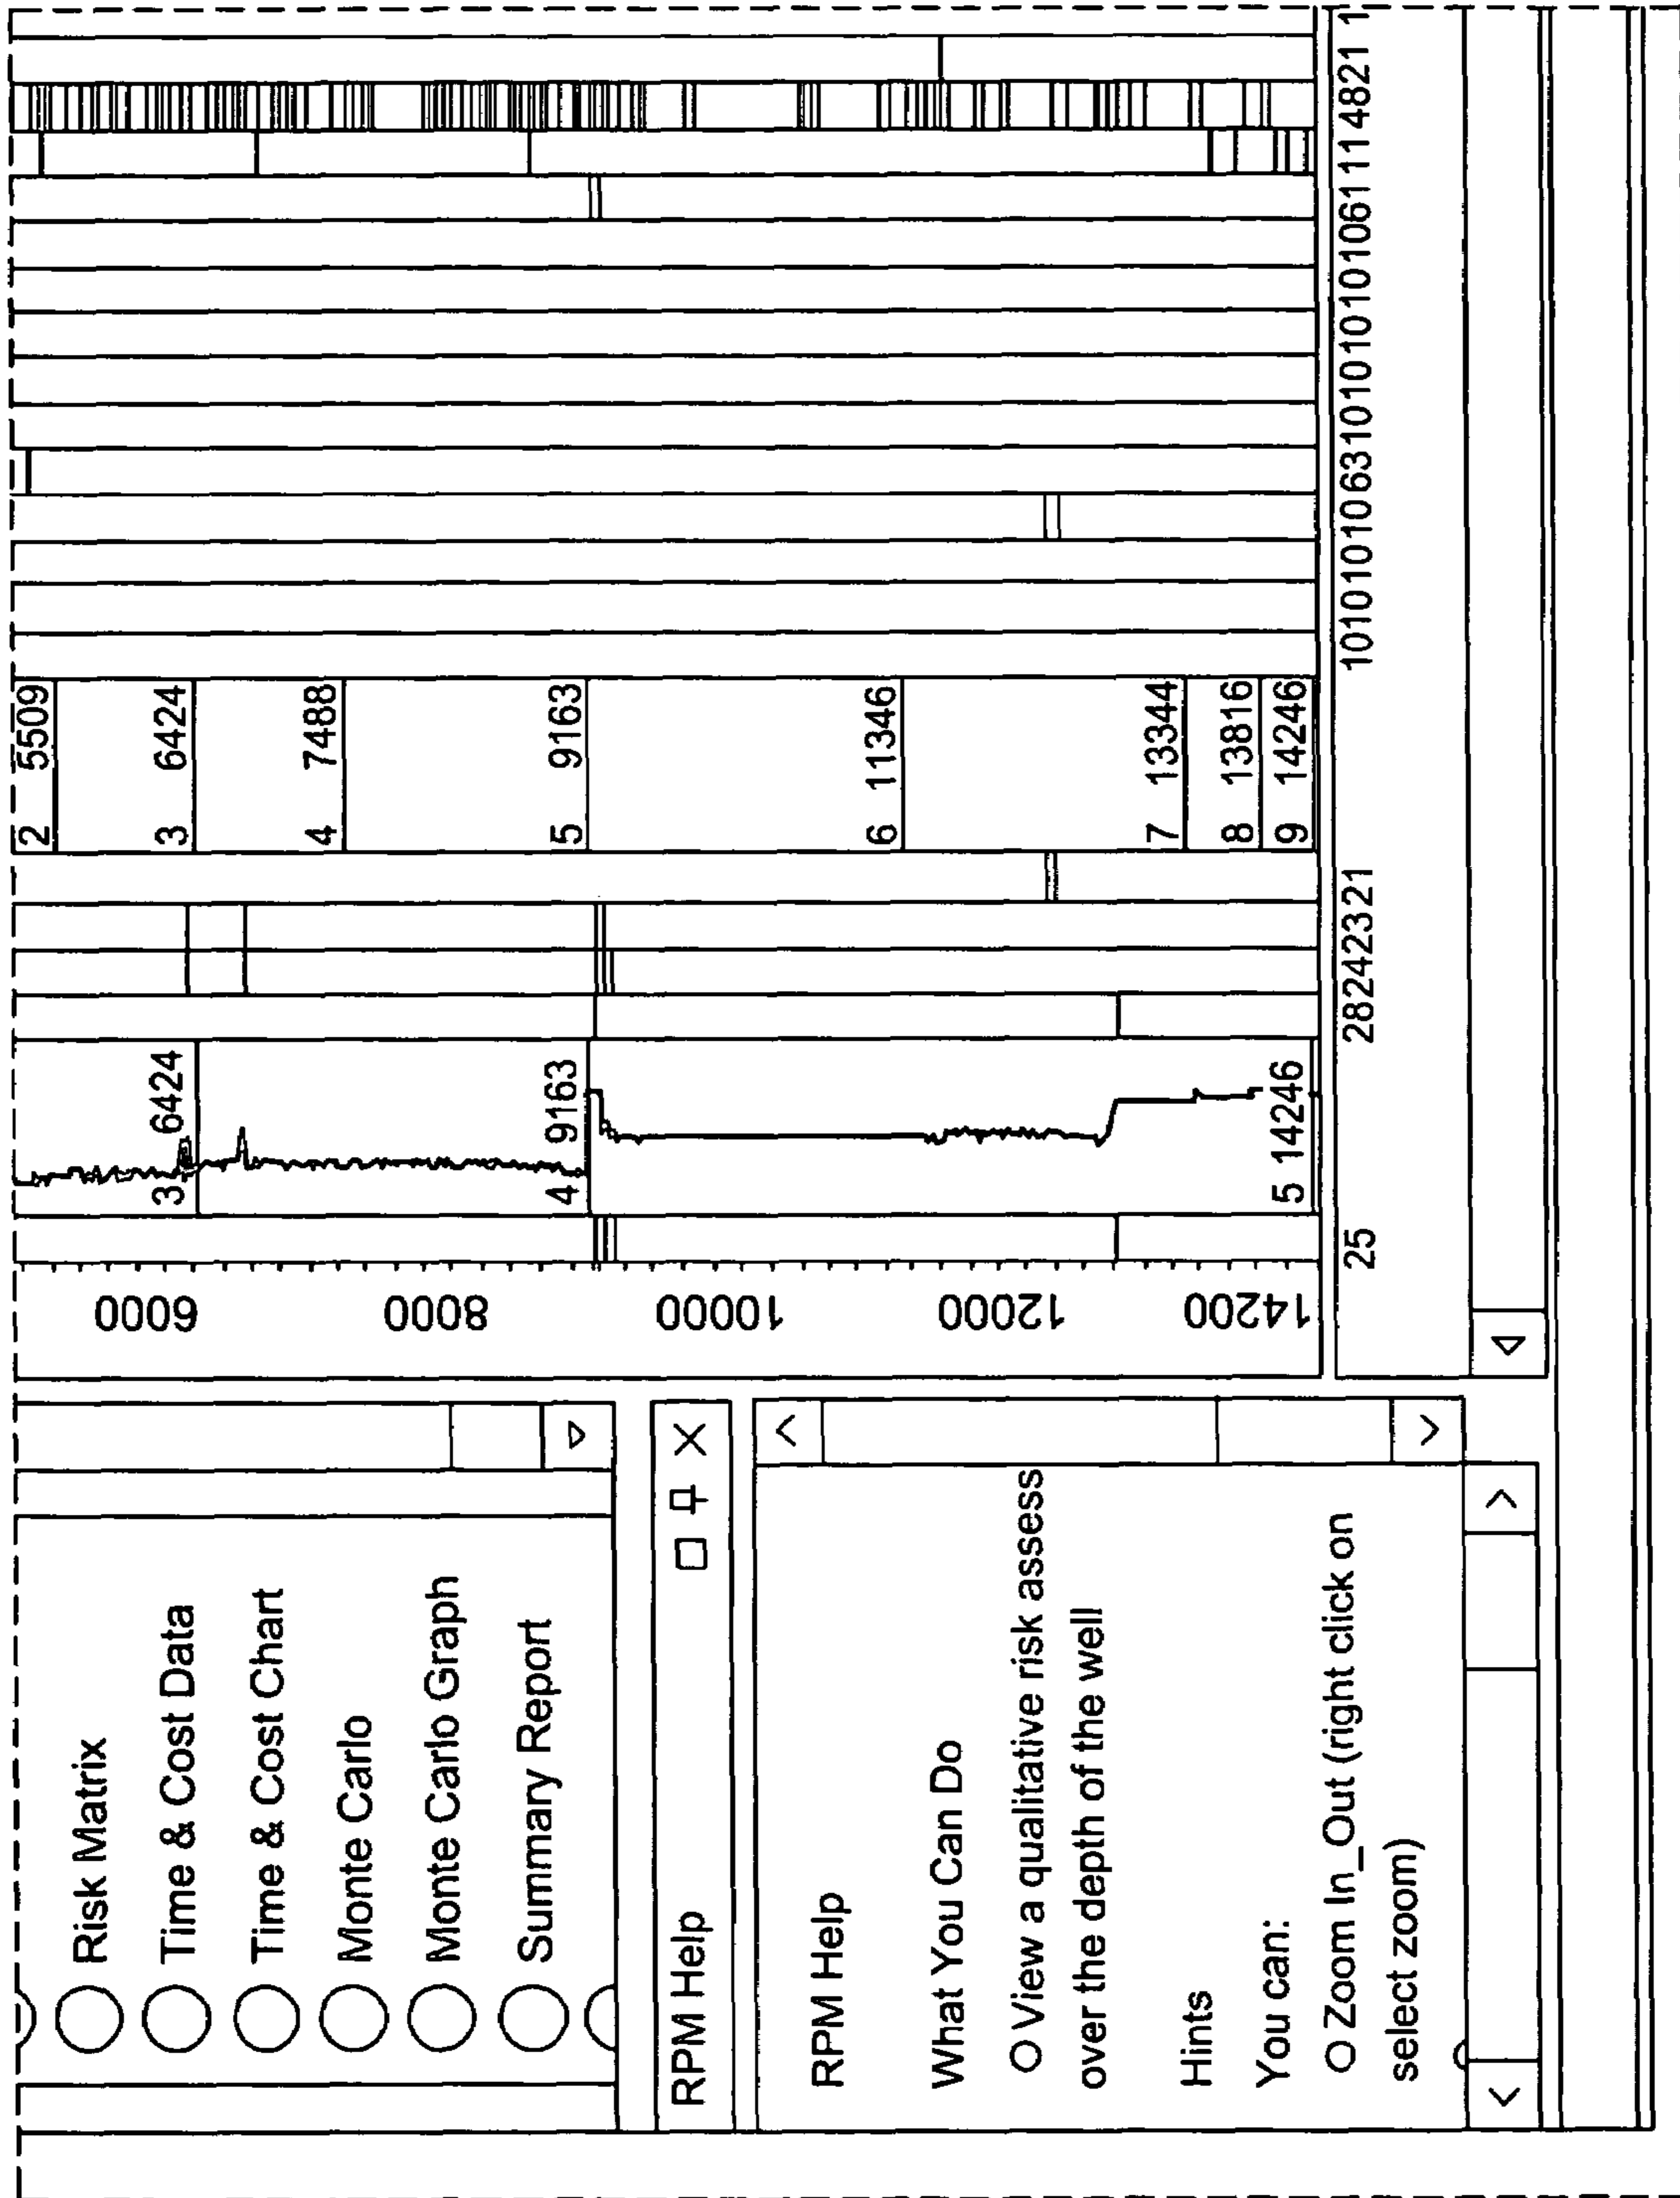 Risk Matrix
Time & Cost Data
Time & Cost Chart
Monte Carlo
Monte Carlo Graph
Summary Report
RPM Help
RPM Help
What You Can Do
View a qualitative risk assess
over the depth of the well
Hints
You can:
Zoom In_Out (right click on
select zoom)
6000
8000
10000
12000
14200
3 6424
4 9163
5 14246
2 5509
3 6424
4 7488
5 9163
6 11346
7 13344
8 13816
9 14246
25
28242321
1010101063101010101061114821 1